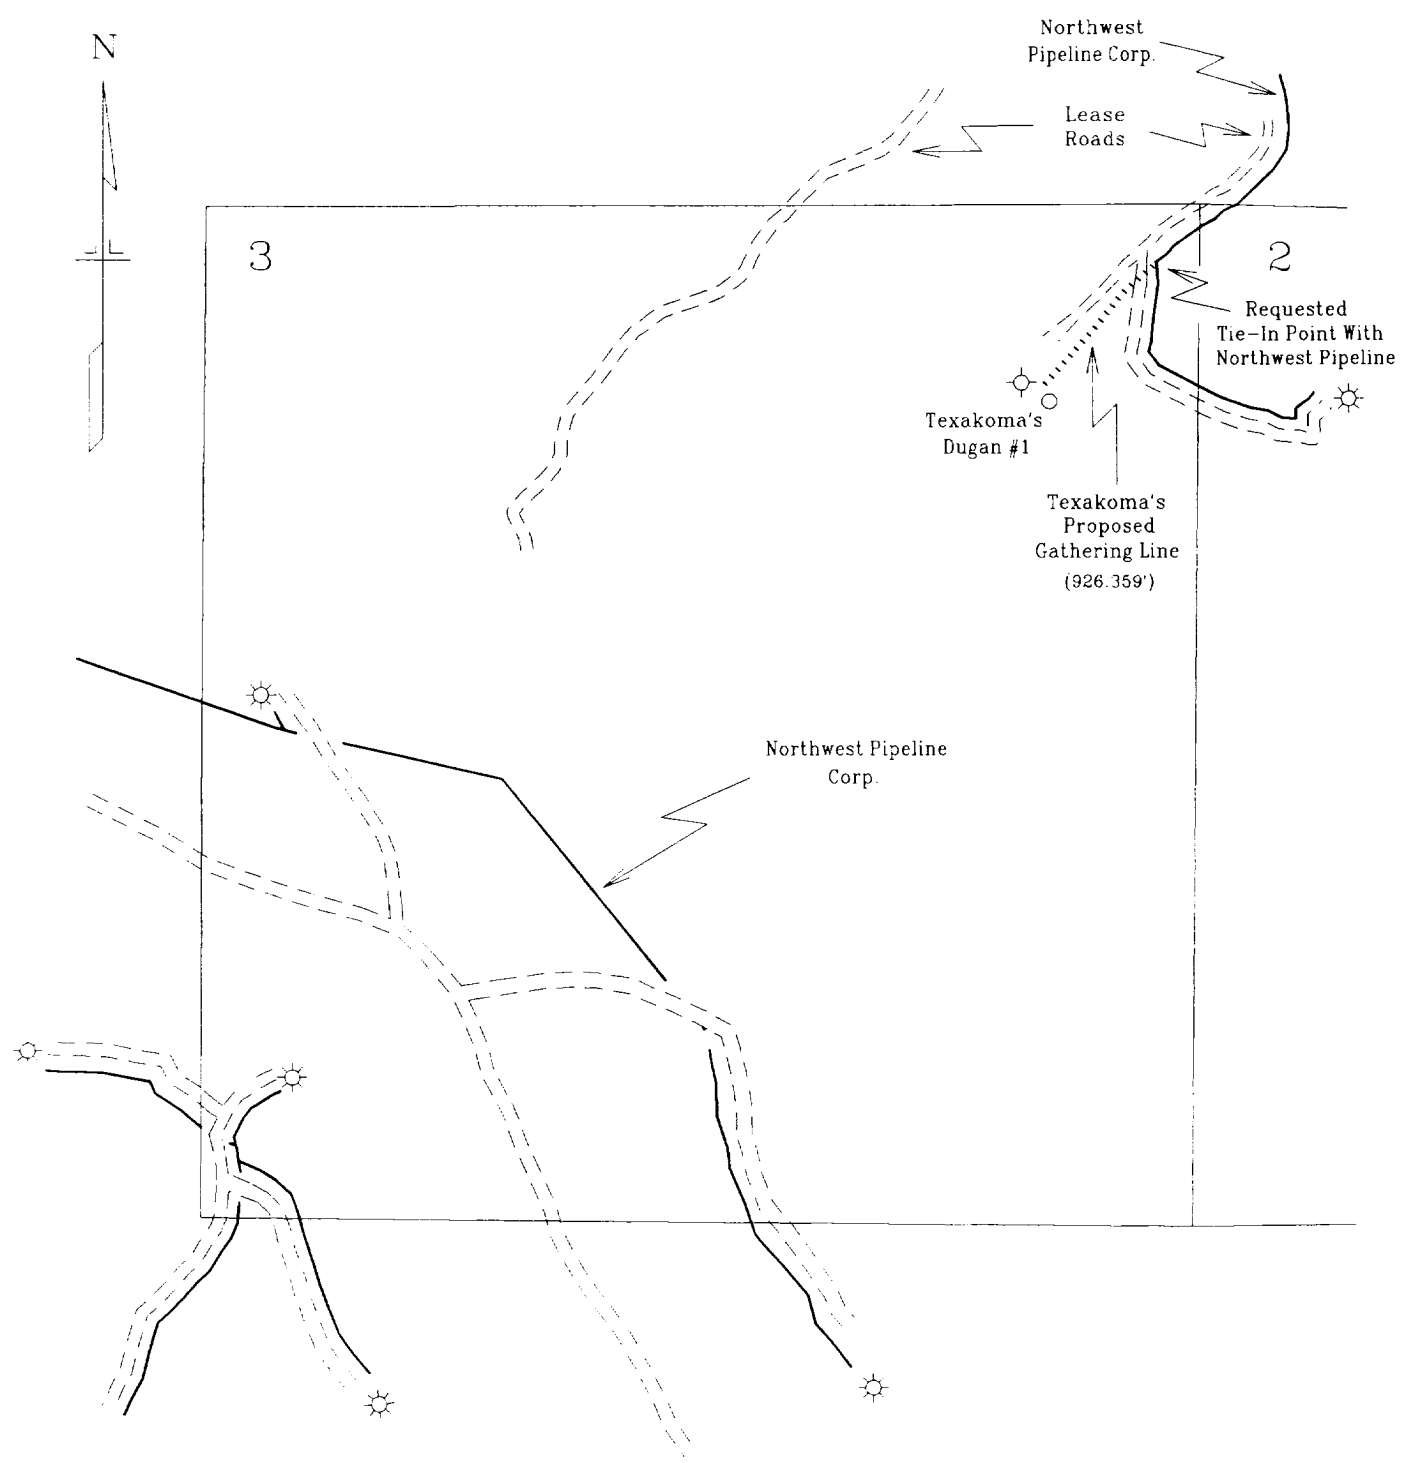 N
Northwest
Pipeline Corp.
Lease
Roads
3
2
Requested
Tie-In Point With
Northwest Pipeline
Texakoma's
Dugan #1
Texakoma's
Proposed
Gathering Line
(926.359')
Northwest Pipeline
Corp.